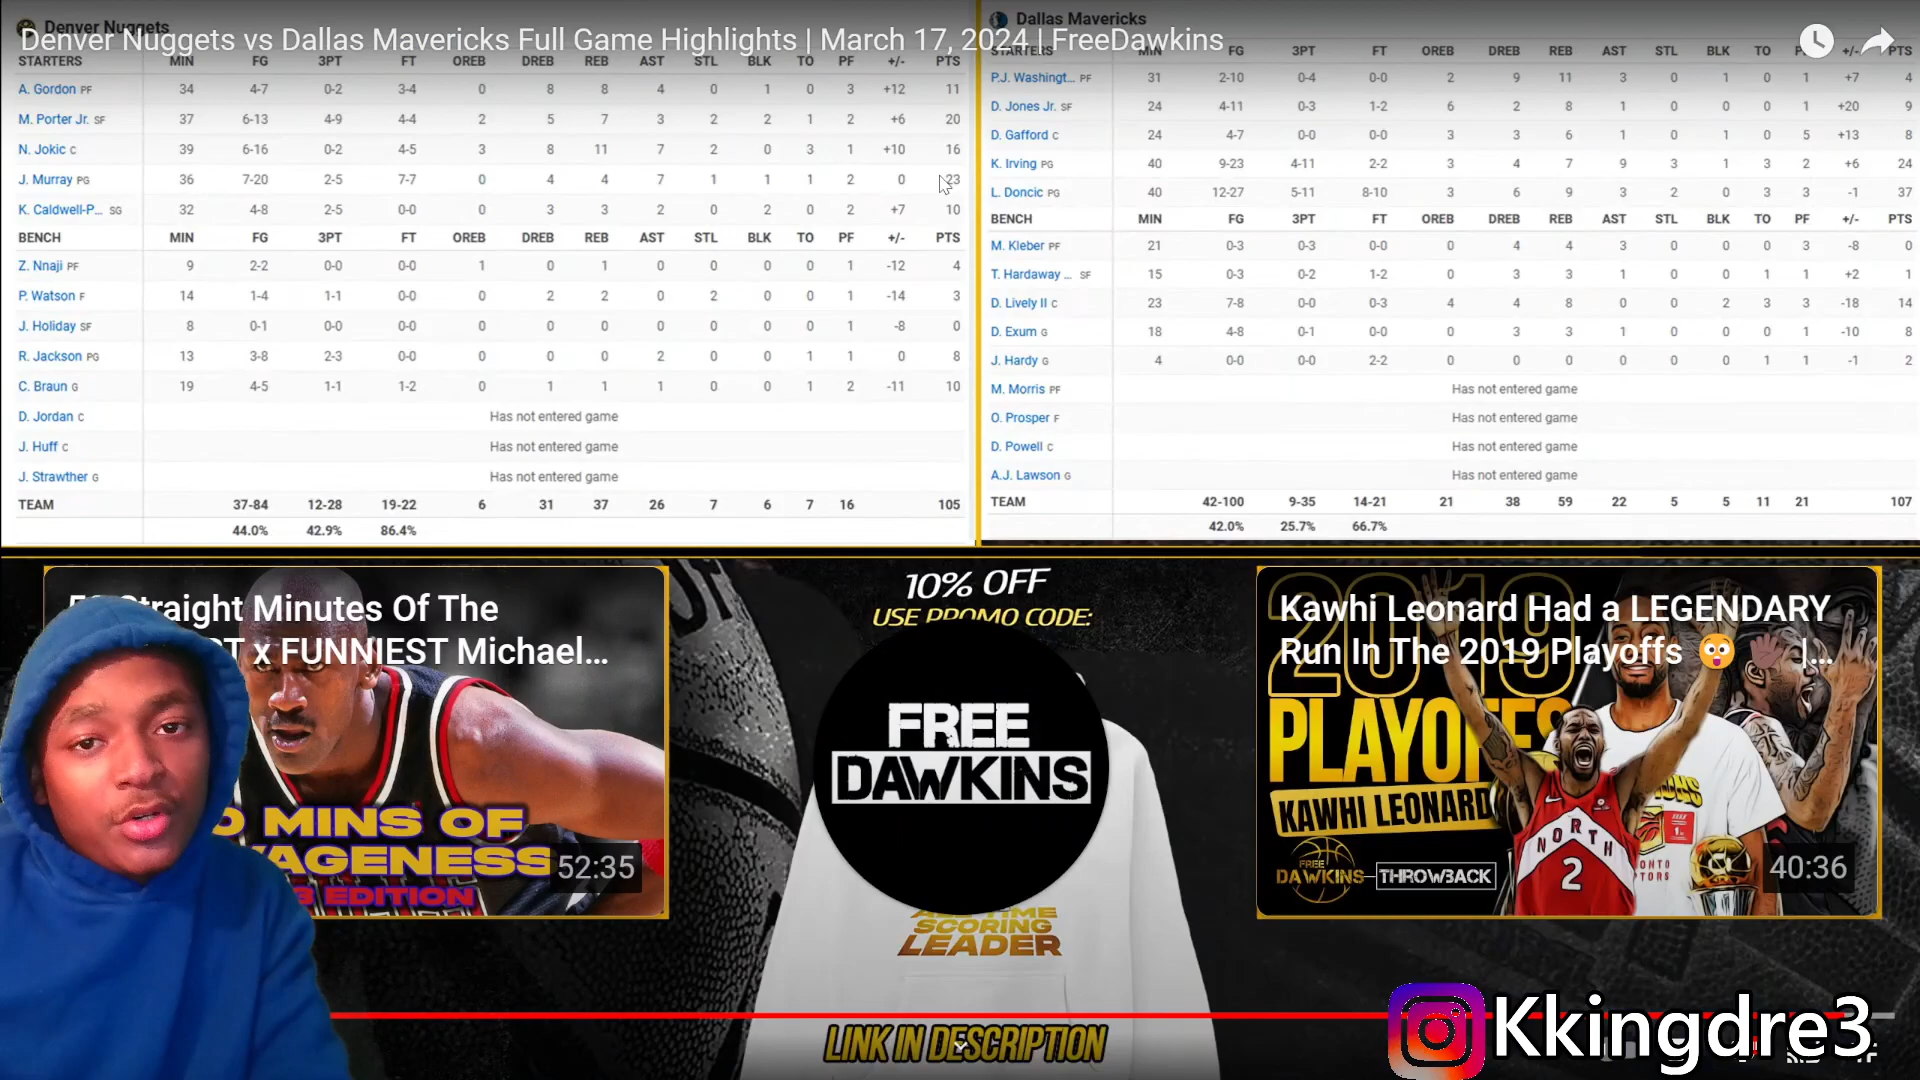 Denver Nuggets
Denver Nuggets vs Dallas Mavericks Full Game Highlights | March 17, 2024 | FreeDawkins
STARTERS MIN FG 3PT FT OREB DREB REB AST STL BLK TO PF +/- PTS
A. Gordon PF 34 4-7 0-2 3-4 0 8 8 4 0 1 0 3 +12 11
M. Porter Jr. SF 37 6-13 4-9 4-4 2 5 7 3 2 2 1 2 +6 20
N. Jokic C 39 6-16 0-2 4-5 3 8 11 7 2 0 3 1 +10 16
J. Murray PG 36 7-20 2-5 7-7 0 4 4 7 1 1 1 2 0 23
K. Caldwell-P... SG 32 4-8 2-5 0-0 0 3 3 2 0 2 0 2 +7 10
BENCH MIN FG 3PT FT OREB DREB REB AST STL BLK TO PF +/- PTS
Z. Nnaji PF 9 2-2 0-0 0-0 1 0 1 0 0 0 0 1 -12 4
P. Watson F 14 1-4 1-1 0-0 0 2 2 0 2 0 0 1 -14 3
J. Holiday SF 8 0-1 0-0 0-0 0 0 0 0 0 0 0 1 -8 0
R. Jackson PG 13 3-8 2-3 0-0 0 0 0 2 0 0 1 1 0 8
C. Braun G 19 4-5 1-1 1-2 0 1 1 1 0 0 1 2 -11 10
D. Jordan C Has not entered game
J. Huff C Has not entered game
J. Strawther G Has not entered game
TEAM 37-84 12-28 19-22 6 31 37 26 7 6 7 16 105
44.0% 42.9% 86.4%
Dallas Mavericks
STARTERS MIN FG 3PT FT OREB DREB REB AST STL BLK TO +/- PTS
P.J. Washingt... PF 31 2-10 0-4 0-0 2 9 11 3 0 1 0 1 +7 4
D. Jones Jr. SF 24 4-11 0-3 1-2 6 2 8 1 0 0 0 1 +20 9
D. Gafford C 24 4-7 0-0 0-0 3 3 6 1 0 1 0 5 +13 8
K. Irving PG 40 9-23 4-11 2-2 3 4 7 9 3 1 3 2 +6 24
L. Doncic PG 40 12-27 5-11 8-10 3 6 9 3 2 0 3 3 -1 37
BENCH MIN FG 3PT FT OREB DREB REB AST STL BLK TO PF +/- PTS
M. Kleber PF 21 0-3 0-3 0-0 0 4 4 3 0 0 0 3 -8 0
T. Hardaway ... SF 15 0-3 0-2 1-2 0 3 3 1 0 0 1 1 +2 1
D. Lively II C 23 7-8 0-0 0-3 4 4 8 0 0 2 3 3 -18 14
D. Exum G 18 4-8 0-1 0-0 0 3 3 1 0 0 0 1 -10 8
J. Hardy G 4 0-0 0-0 2-2 0 0 0 0 0 0 1 1 -1 2
M. Morris PF Has not entered game
O. Prosper F Has not entered game
D. Powell C Has not entered game
A.J. Lawson G Has not entered game
TEAM 42-100 9-35 14-21 21 38 59 22 5 5 11 21 107
42.0% 25.7% 66.7%
Straight Minutes Of The
x FUNNIEST Michael...
MINS OF
EDITION
52:35
10% OFF
USE PROMO CODE:
FREE
DAWKINS
ALL TIME
SCORING
LEADER
LINK IN DESCRIPTION
Kawhi Leonard Had a LEGENDARY
Run In The 2019 Playoffs 😲 |...
2019
PLAYOFFS
KAWHI LEONARD
FREE
DAWKINS
THROWBACK
NORTH
2
40:36
Kkingdre3